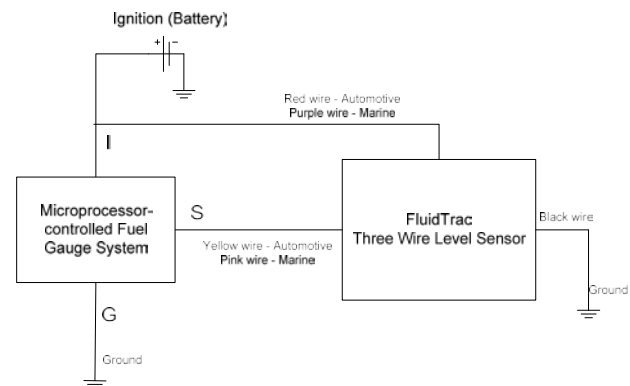 Ignition (Battery)
+ −
Red wire - Automotive
Purple wire - Marine
I
Microprocessor-
controlled Fuel
Gauge System
S
Yellow wire - Automotive
Pink wire - Marine
FluidTrac
Three Wire Level Sensor
Black wire
Ground
G
Ground